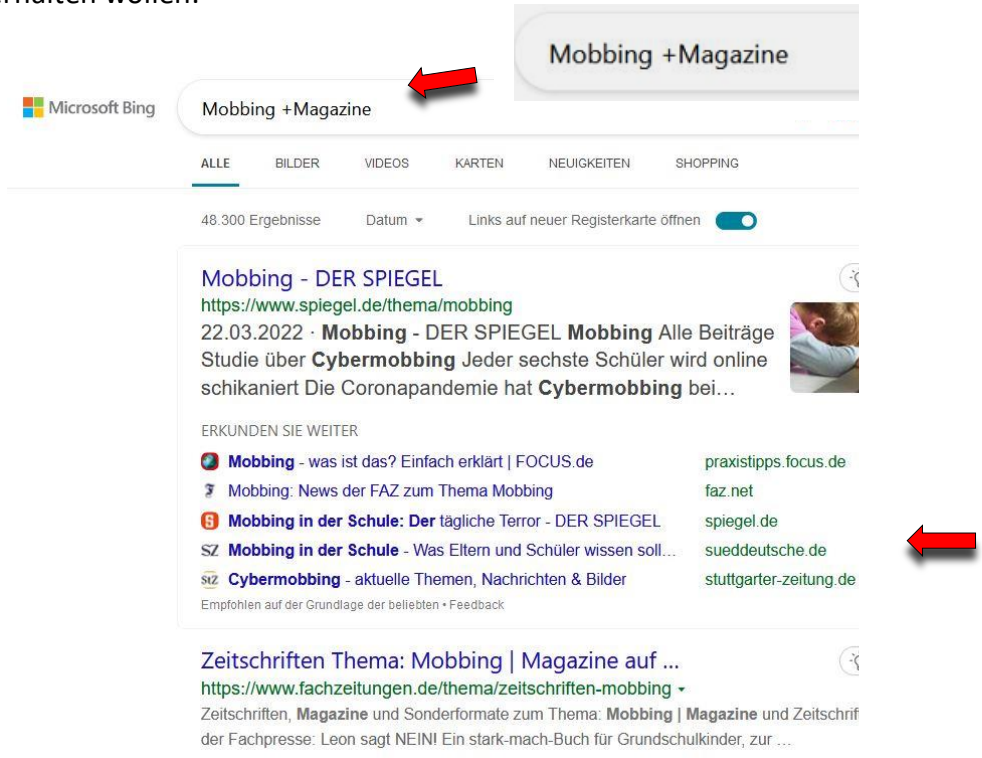 erhalten wollen.
Mobbing +Magazine
Microsoft Bing
Mobbing +Magazine
ALLE BILDER VIDEOS KARTEN NEUIGKEITEN SHOPPING
48.300 Ergebnisse Datum Links auf neuer Registerkarte öffnen
Mobbing - DER SPIEGEL
https://www.spiegel.de/thema/mobbing
22.03.2022 · Mobbing - DER SPIEGEL Mobbing Alle Beiträge
Studie über Cybermobbing Jeder sechste Schüler wird online
schikaniert Die Coronapandemie hat Cybermobbing bei…
ERKUNDEN SIE WEITER
Mobbing - was ist das? Einfach erklärt | FOCUS.de praxistipps.focus.de
Mobbing: News der FAZ zum Thema Mobbing faz.net
Mobbing in der Schule: Der tägliche Terror - DER SPIEGEL spiegel.de
SZ Mobbing in der Schule - Was Eltern und Schüler wissen soll… sueddeutsche.de
StZ Cybermobbing - aktuelle Themen, Nachrichten & Bilder stuttgarter-zeitung.de
Empfohlen auf der Grundlage der beliebten • Feedback
Zeitschriften Thema: Mobbing | Magazine auf ...
https://www.fachzeitungen.de/thema/zeitschriften-mobbing
Zeitschriften, Magazine und Sonderformate zum Thema: Mobbing | Magazine und Zeitschrif
der Fachpresse: Leon sagt NEIN! Ein stark-mach-Buch für Grundschulkinder, zur …